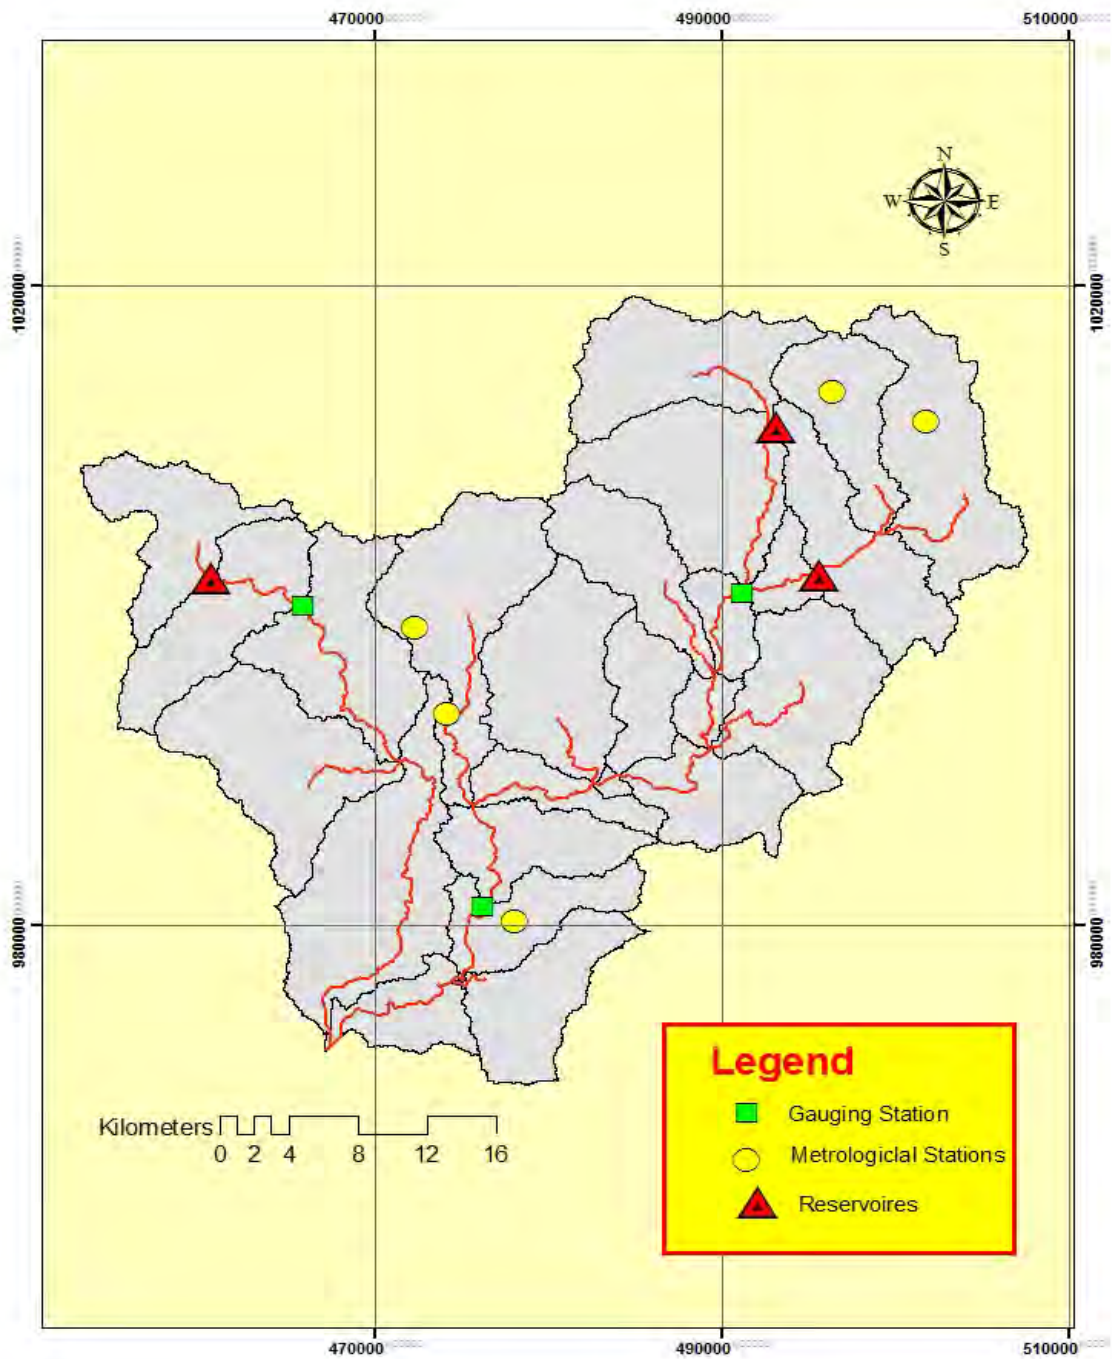 470000 490000 510000
N
W E
S
1020000 1020000
980000 980000
Legend
Gauging Station
Metrologiclal Stations
Reservoires
Kilometers
0 2 4 8 12 16
470000 490000 510000